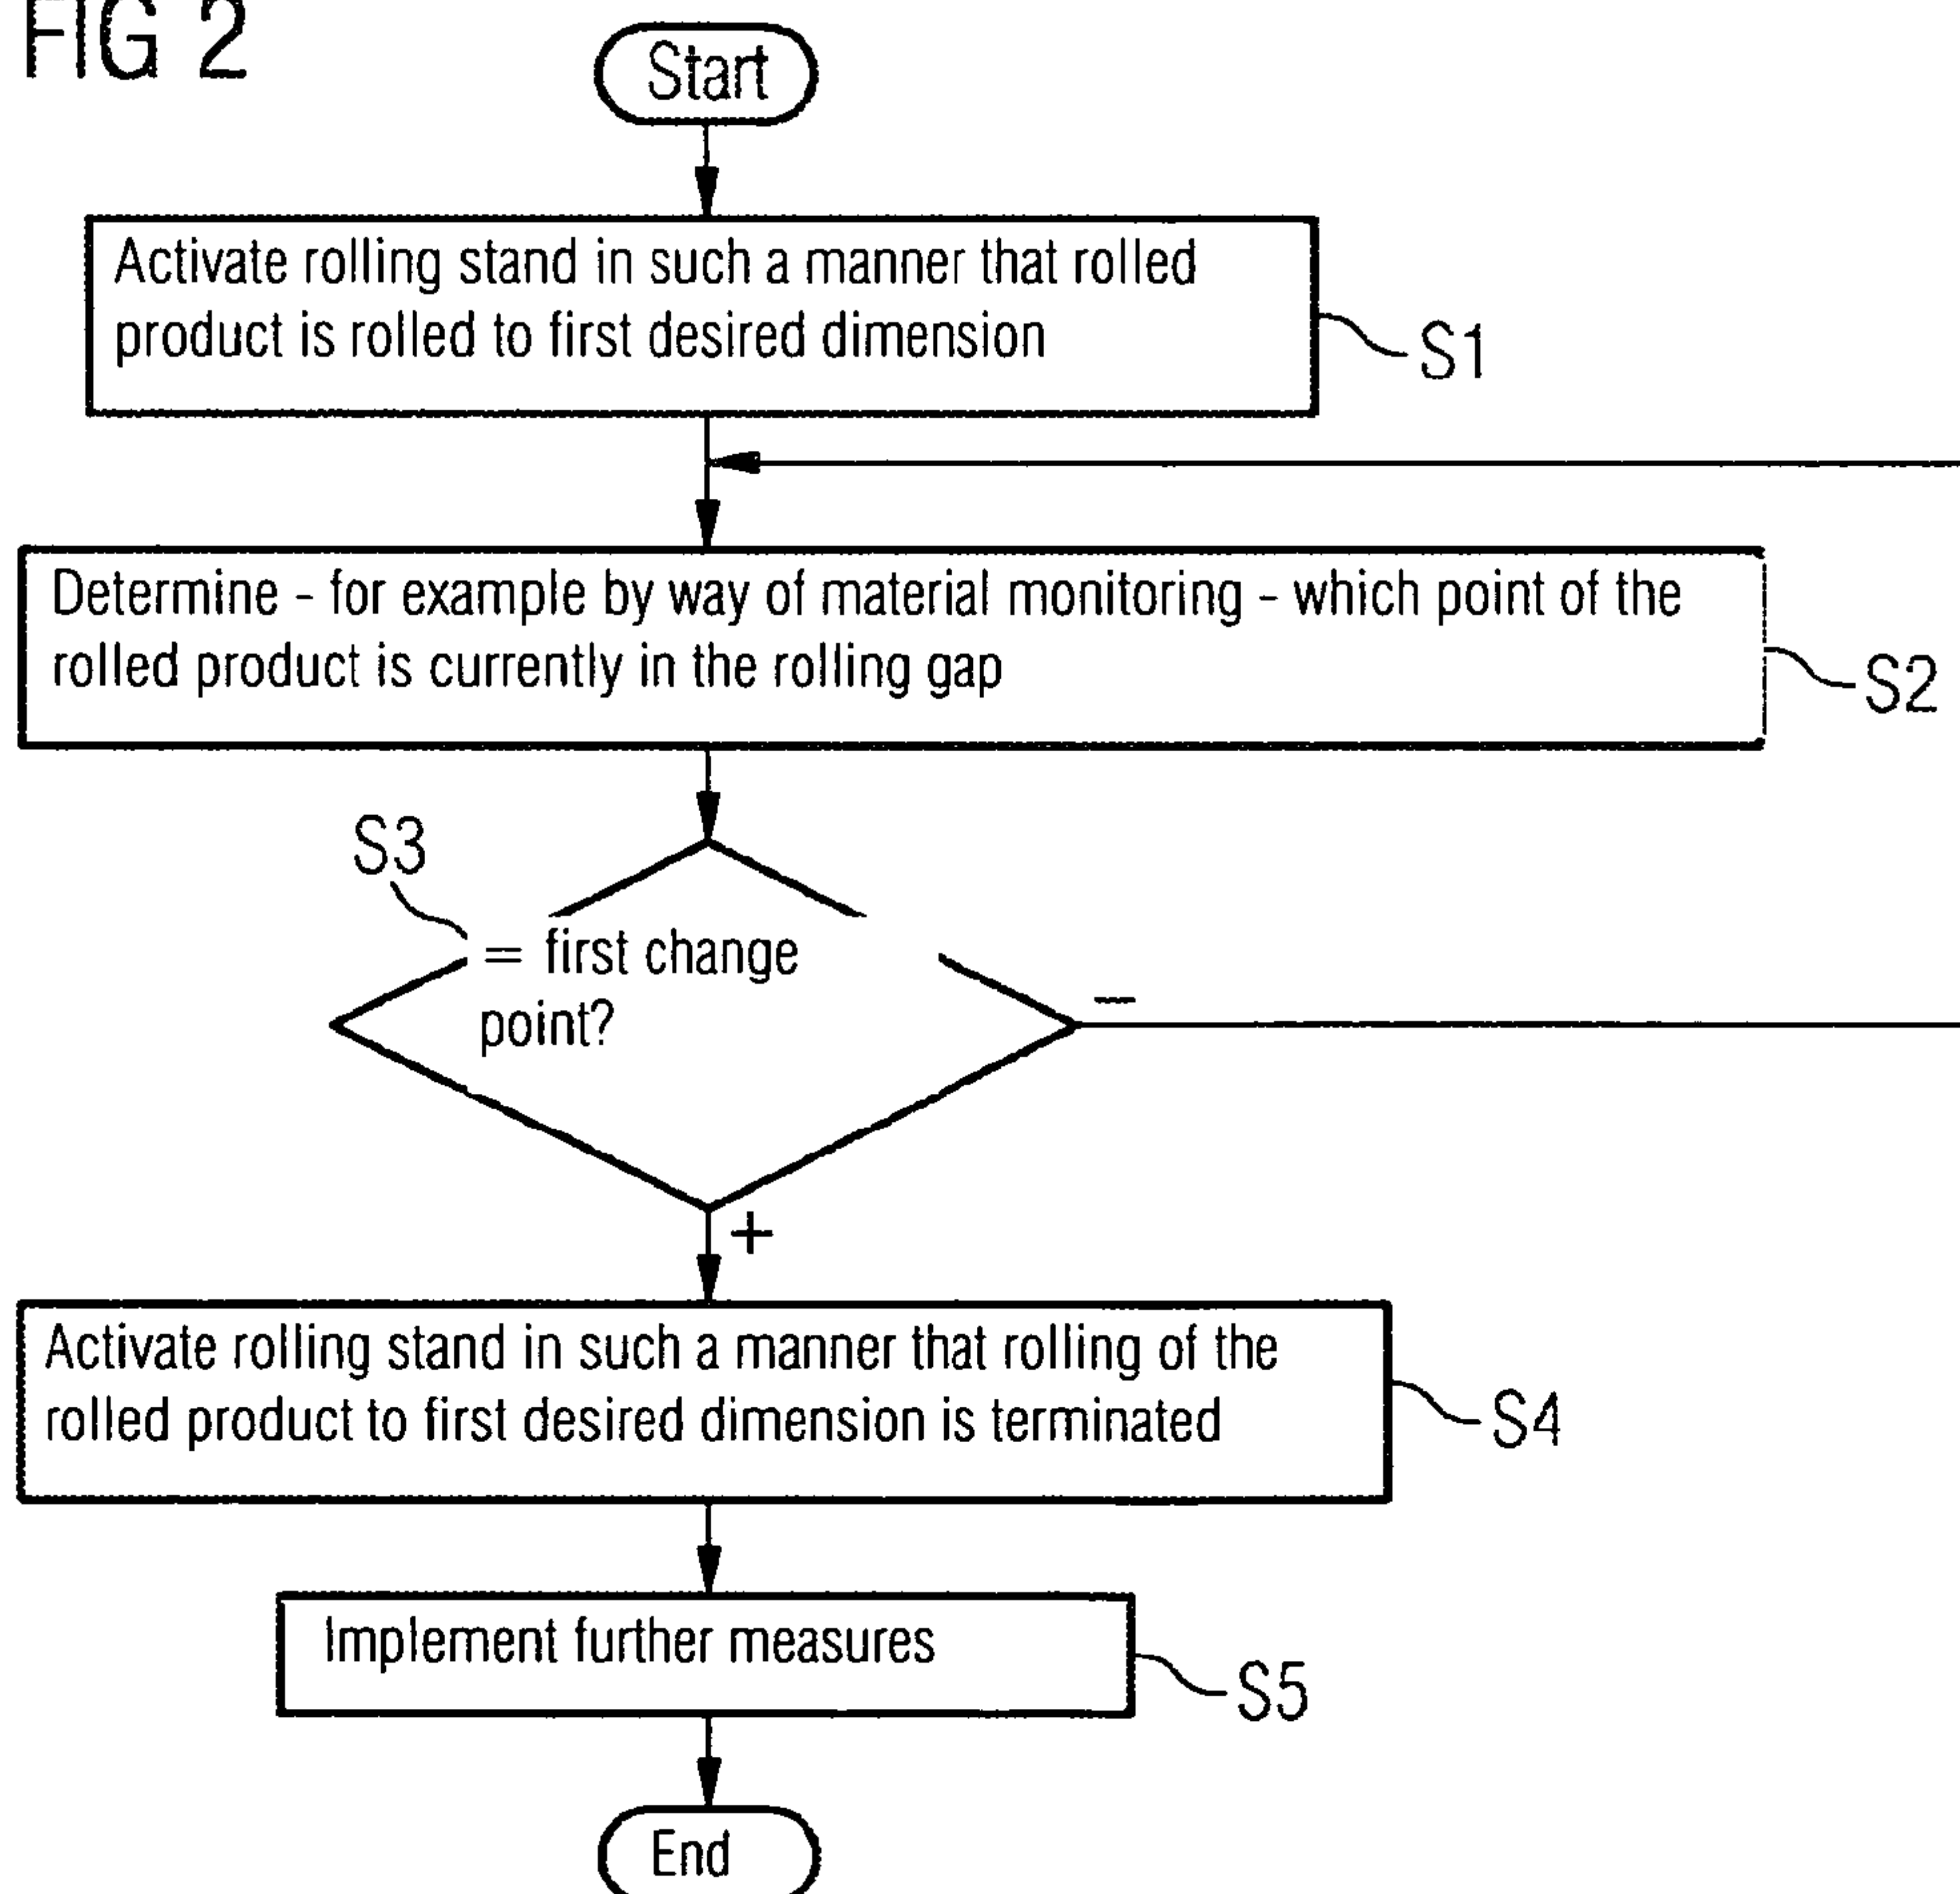 FIG 2
Start
Activate rolling stand in such a manner that rolled
product is rolled to first desired dimension
S1
Determine - for example by way of material monitoring - which point of the
rolled product is currently in the rolling gap
S2
S3
= first change
point?
–
+
Activate rolling stand in such a manner that rolling of the
rolled product to first desired dimension is terminated
S4
Implement further measures
S5
End